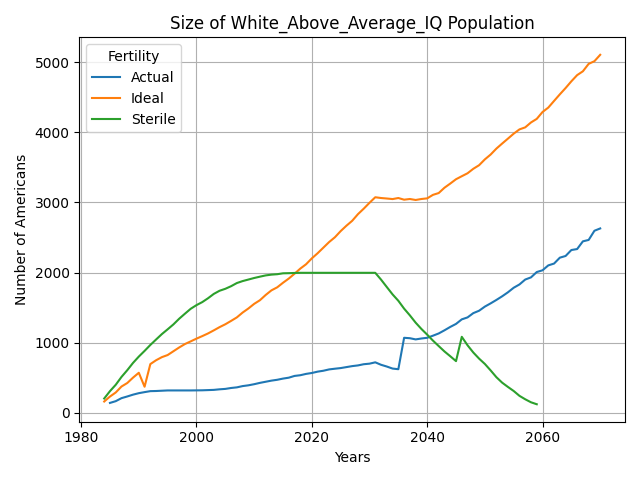 Size of White_Above_Average_IQ Population
Fertility
Actual
Ideal
Sterile
Number of Americans
5000
4000
3000
2000
1000
0
1980
2000
2020
2040
2060
Years